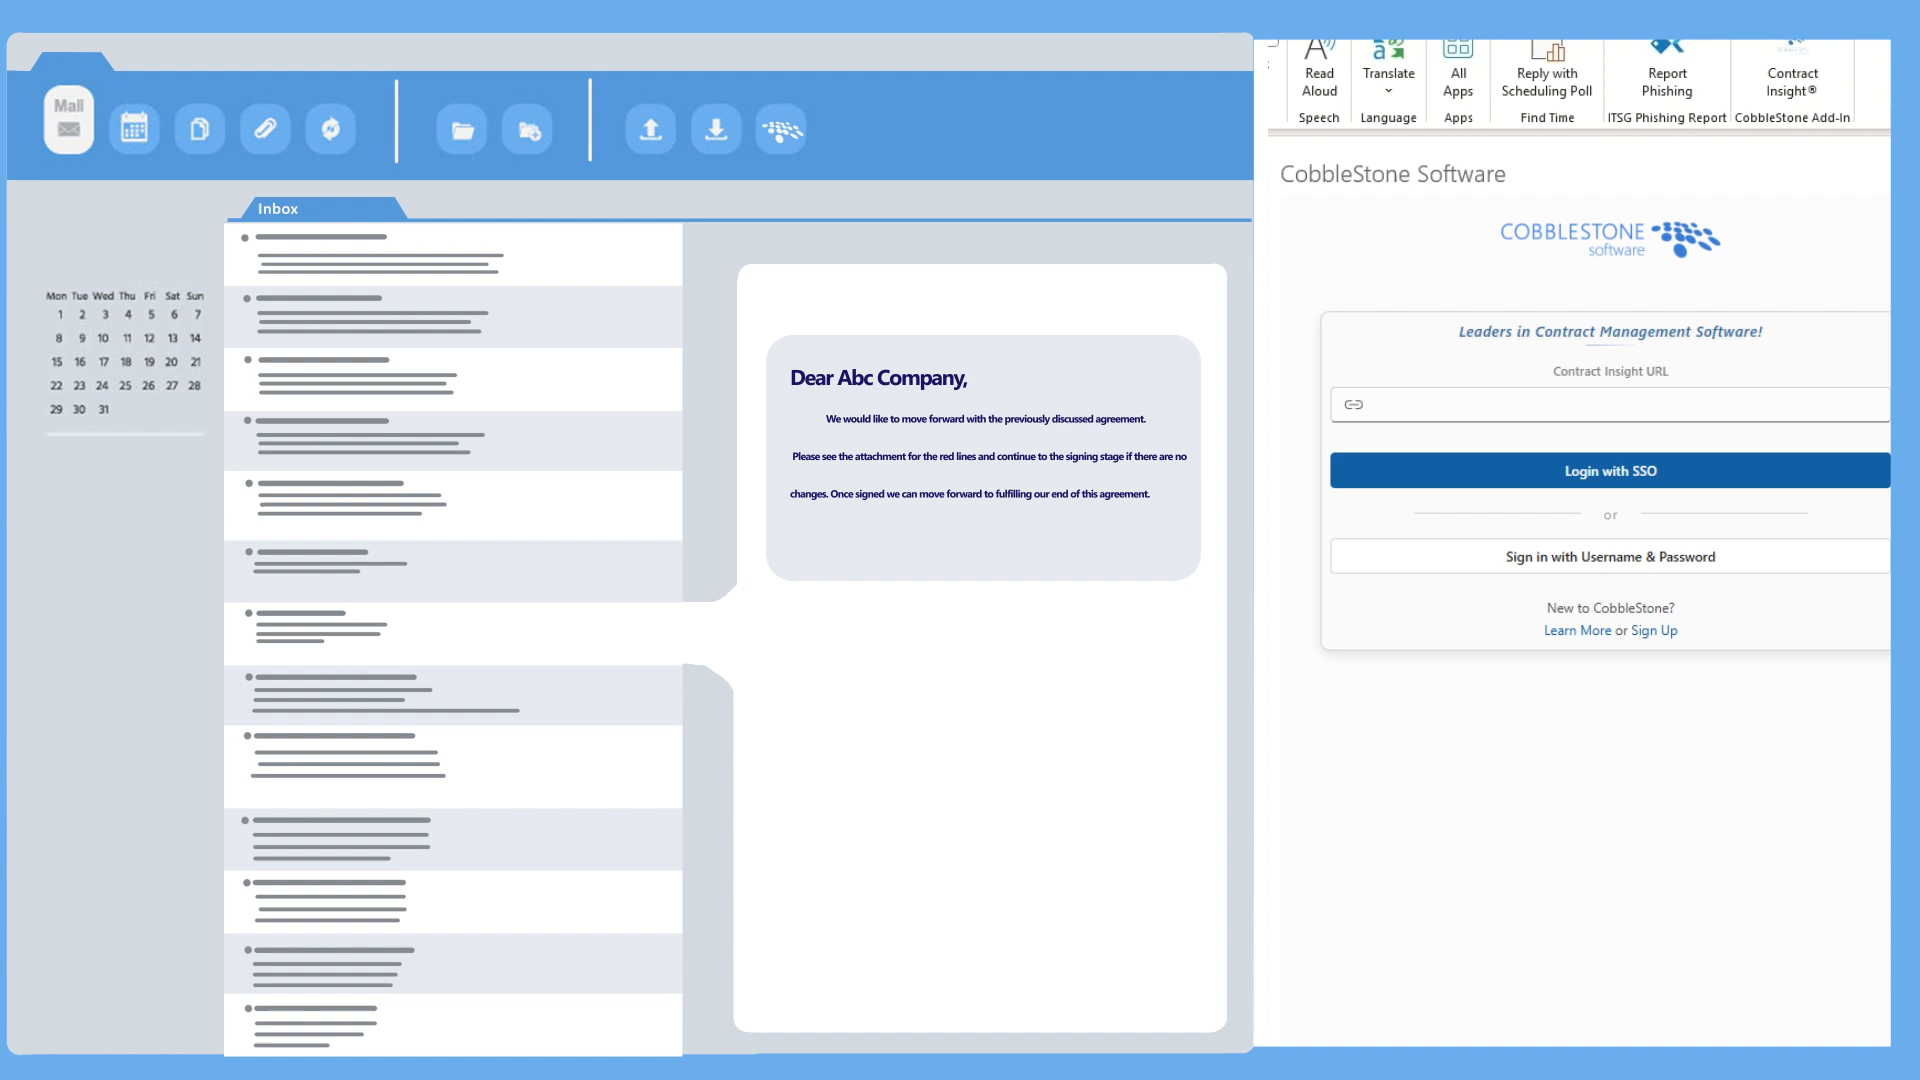 Mail
Inbox
Mon Tue Wed Thu Fri Sat Sun
1 2 3 4 5 6 7
8 9 10 11 12 13 14
15 16 17 18 19 20 21
22 23 24 25 26 27 28
29 30 31
Dear Abc Company,
We would like to move forward with the previously discussed agreement.
Please see the attachment for the red lines and continue to the signing stage if there are no
changes. Once signed we can move forward to fulfilling our end of this agreement.
Read Aloud
Translate
All Apps
Reply with Scheduling Poll
Report Phishing
Contract Insight®
Speech
Language
Apps
Find Time
ITSG Phishing Report
CobbleStone Add-In
CobbleStone Software
COBBLESTONE
software
Leaders in Contract Management Software!
Contract Insight URL
Login with SSO
or
Sign in with Username & Password
New to CobbleStone?
Learn More or Sign Up